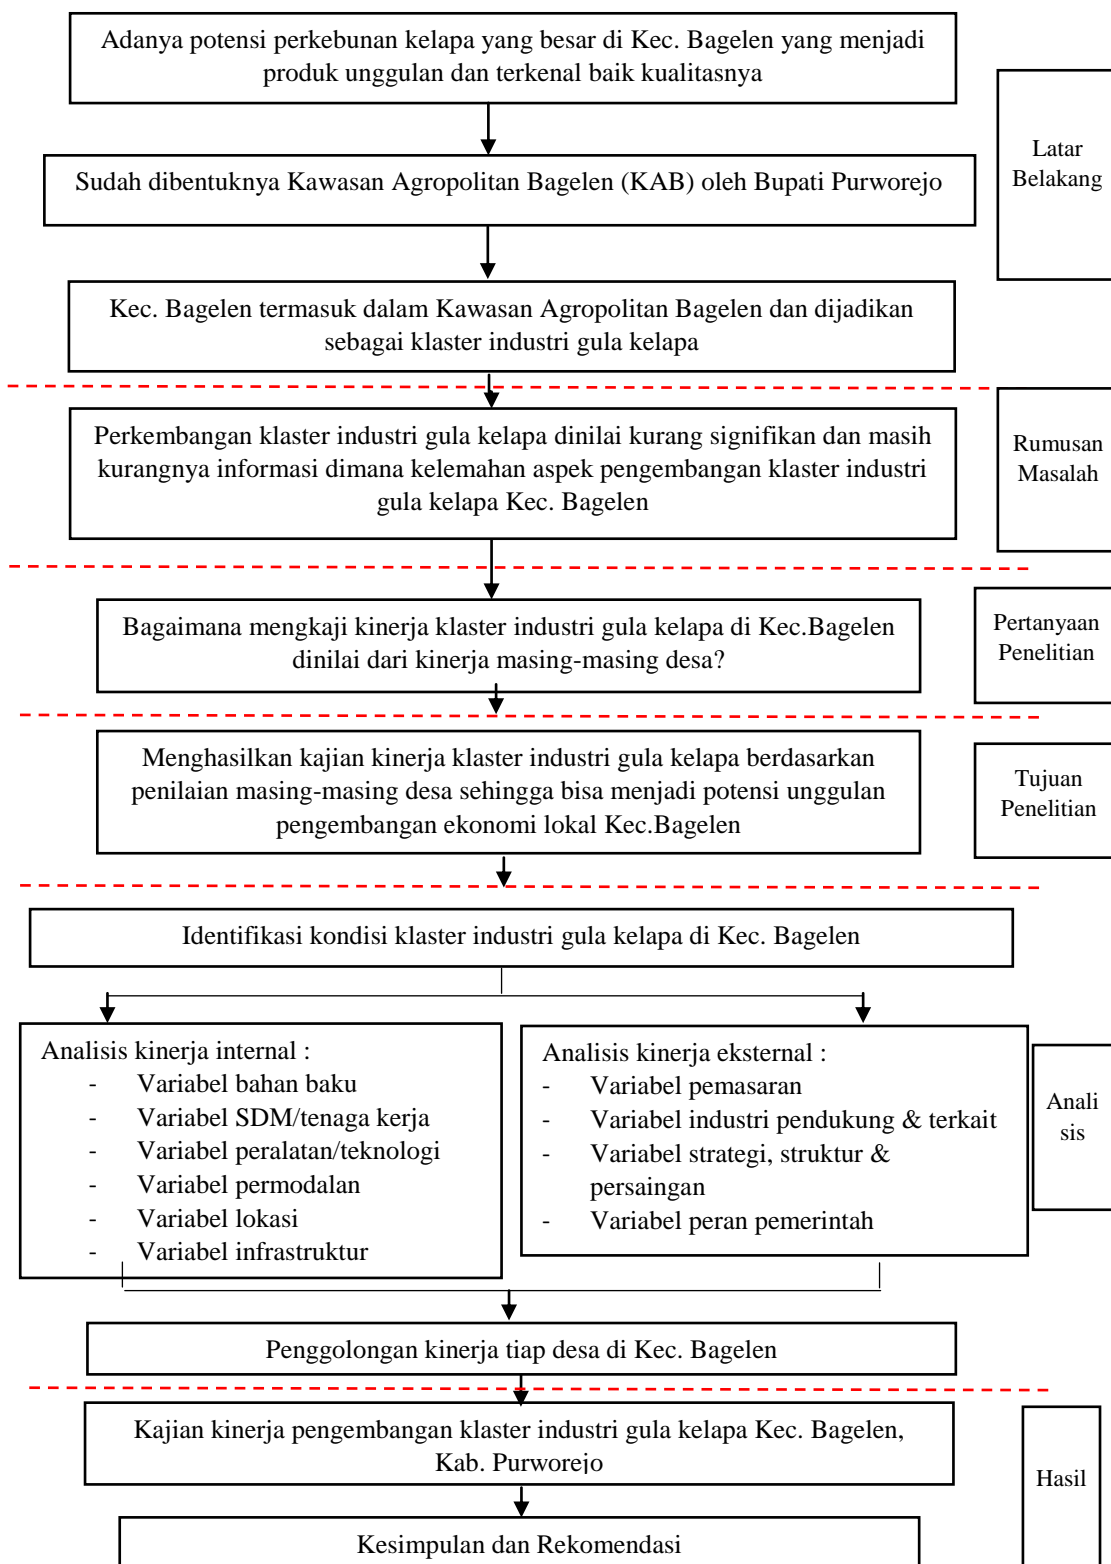 Adanya potensi perkebunan kelapa yang besar di Kec. Bagelen yang menjadi
produk unggulan dan terkenal baik kualitasnya
Latar
Belakang
Sudah dibentuknya Kawasan Agropolitan Bagelen (KAB) oleh Bupati Purworejo
Kec. Bagelen termasuk dalam Kawasan Agropolitan Bagelen dan dijadikan
sebagai klaster industri gula kelapa
Perkembangan klaster industri gula kelapa dinilai kurang signifikan dan masih
kurangnya informasi dimana kelemahan aspek pengembangan klaster industri
gula kelapa Kec. Bagelen
Rumusan
Masalah
Bagaimana mengkaji kinerja klaster industri gula kelapa di Kec.Bagelen
dinilai dari kinerja masing-masing desa?
Pertanyaan
Penelitian
Menghasilkan kajian kinerja klaster industri gula kelapa berdasarkan
penilaian masing-masing desa sehingga bisa menjadi potensi unggulan
pengembangan ekonomi lokal Kec.Bagelen
Tujuan
Penelitian
Identifikasi kondisi klaster industri gula kelapa di Kec. Bagelen
Analisis kinerja internal :
- Variabel bahan baku
- Variabel SDM/tenaga kerja
- Variabel peralatan/teknologi
- Variabel permodalan
- Variabel lokasi
- Variabel infrastruktur
Analisis kinerja eksternal :
- Variabel pemasaran
- Variabel industri pendukung & terkait
- Variabel strategi, struktur &
persaingan
- Variabel peran pemerintah
Anali
sis
Penggolongan kinerja tiap desa di Kec. Bagelen
Kajian kinerja pengembangan klaster industri gula kelapa Kec. Bagelen,
Kab. Purworejo
Hasil
Kesimpulan dan Rekomendasi